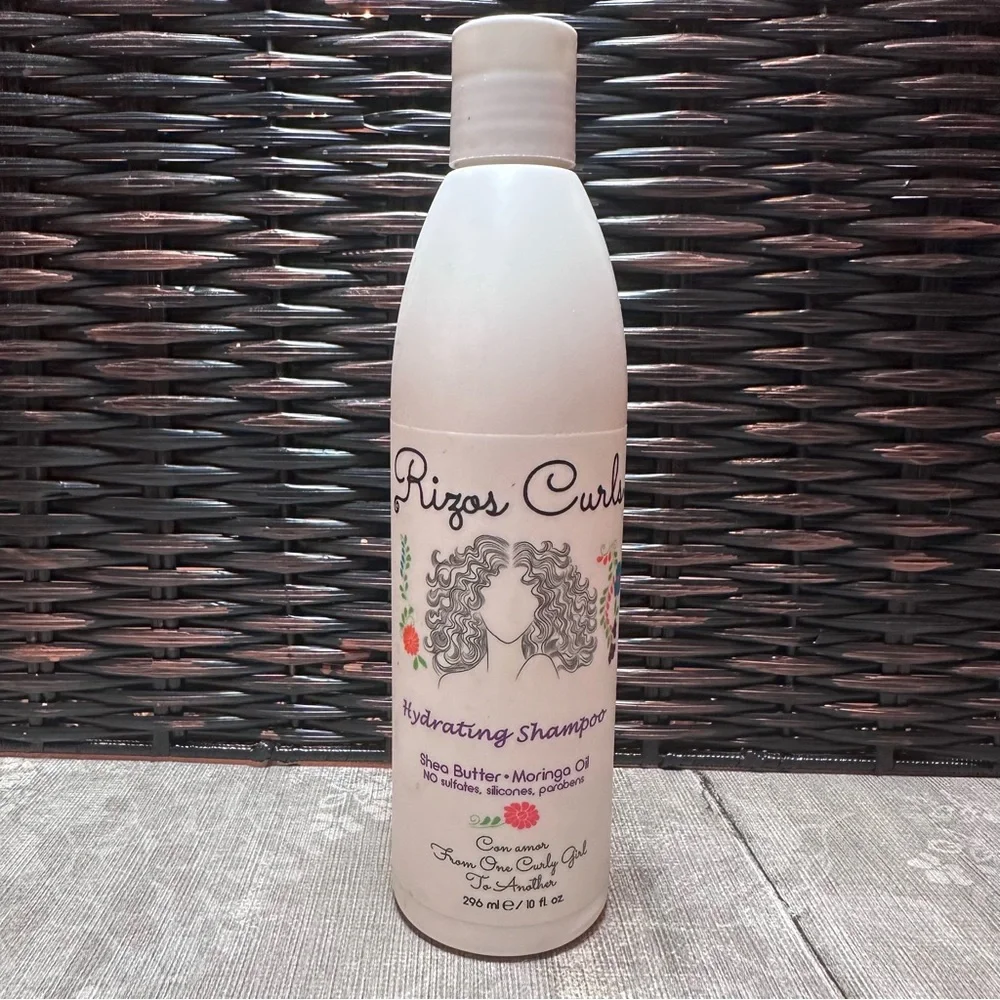 Rizos Curls
Hydrating Shampoo
Shea Butter • Moringa Oil
NO sulfates, silicones, parabens
Con amor
From One Curly Girl
To Another
296 ml ℮ / 10 fl. oz